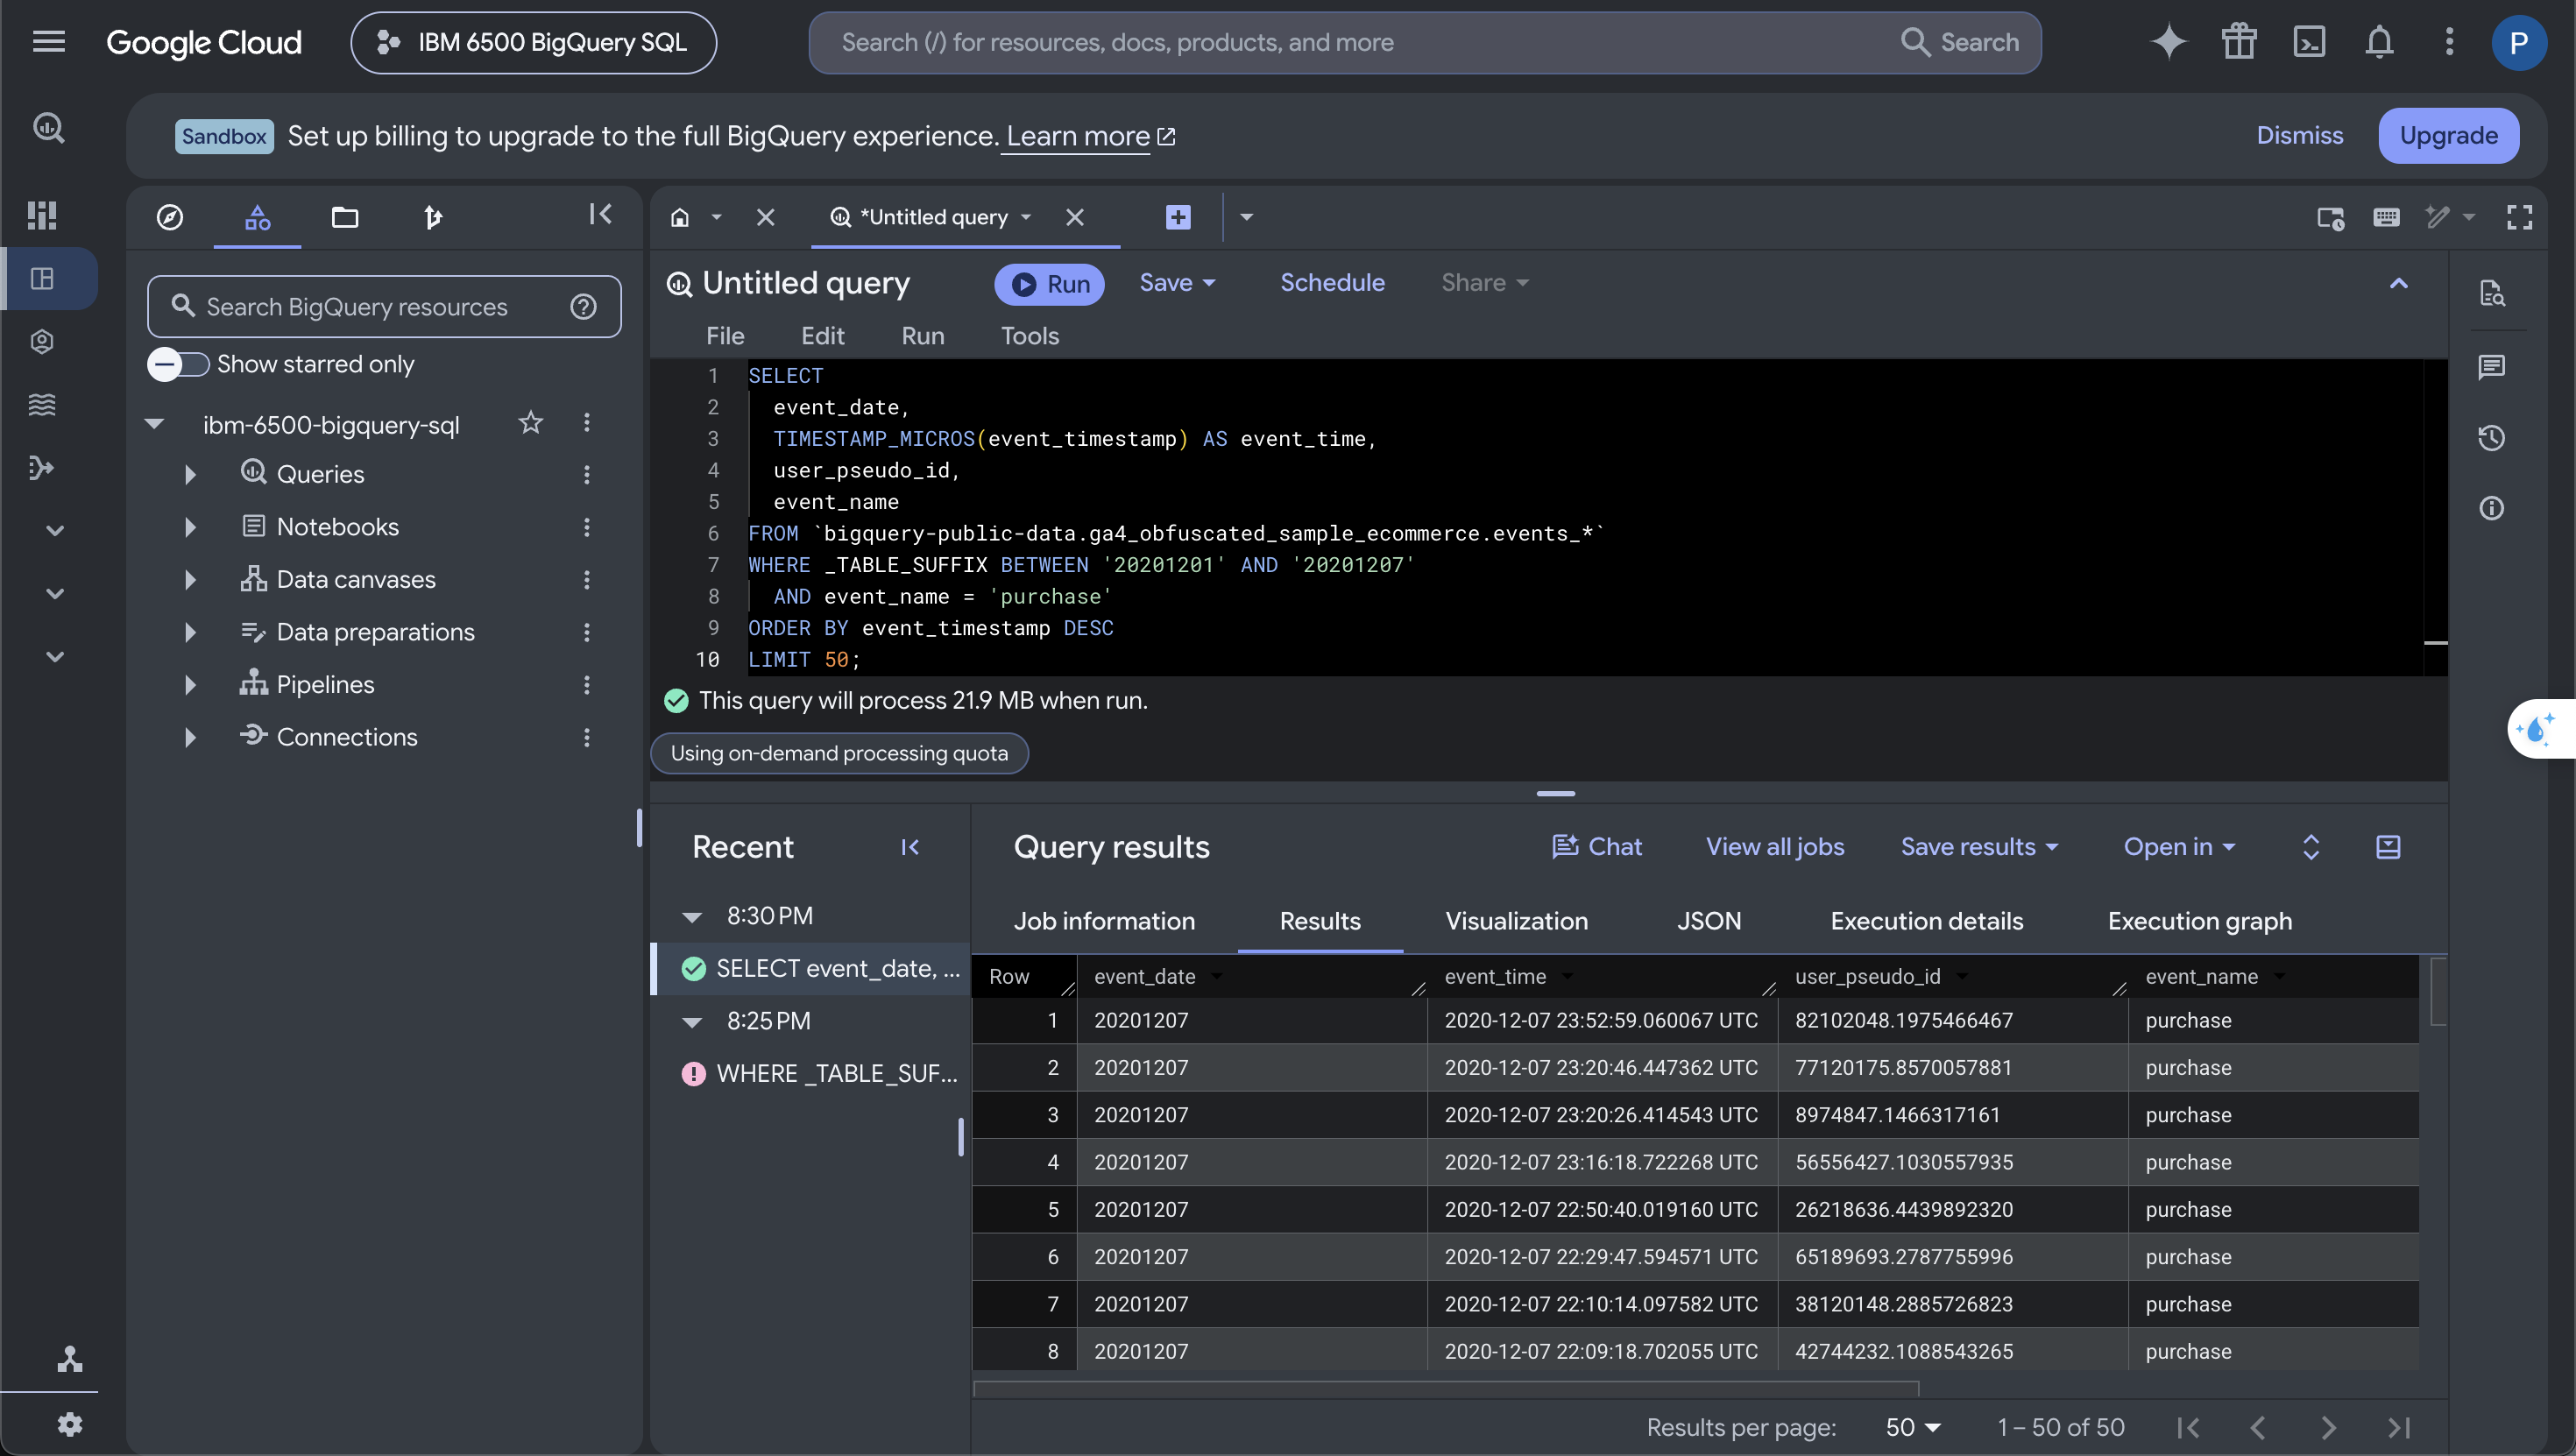 Google Cloud
IBM 6500 BigQuery SQL
Search (/) for resources, docs, products, and more
Search
P
Sandbox Set up billing to upgrade to the full BigQuery experience. Learn more
Dismiss
Upgrade
*Untitled query
Search BigQuery resources
Show starred only
ibm-6500-bigquery-sql
Queries
Notebooks
Data canvases
Data preparations
Pipelines
Connections
Untitled query
Run
Save
Schedule
Share
File Edit Run Tools
1 SELECT
2 event_date,
3 TIMESTAMP_MICROS(event_timestamp) AS event_time,
4 user_pseudo_id,
5 event_name
6 FROM `bigquery-public-data.ga4_obfuscated_sample_ecommerce.events_*`
7 WHERE _TABLE_SUFFIX BETWEEN '20201201' AND '20201207'
8 AND event_name = 'purchase'
9 ORDER BY event_timestamp DESC
10 LIMIT 50;
This query will process 21.9 MB when run.
Using on-demand processing quota
Recent
8:30 PM
SELECT event_date, ...
8:25 PM
WHERE _TABLE_SUF...
Query results
Chat
View all jobs
Save results
Open in
Job information Results Visualization JSON Execution details Execution graph
Row event_date event_time user_pseudo_id event_name
1 20201207 2020-12-07 23:52:59.060067 UTC 82102048.1975466467 purchase
2 20201207 2020-12-07 23:20:46.447362 UTC 77120175.8570057881 purchase
3 20201207 2020-12-07 23:20:26.414543 UTC 8974847.1466317161 purchase
4 20201207 2020-12-07 23:16:18.722268 UTC 56556427.1030557935 purchase
5 20201207 2020-12-07 22:50:40.019160 UTC 26218636.4439892320 purchase
6 20201207 2020-12-07 22:29:47.594571 UTC 65189693.2787755996 purchase
7 20201207 2020-12-07 22:10:14.097582 UTC 38120148.2885726823 purchase
8 20201207 2020-12-07 22:09:18.702055 UTC 42744232.1088543265 purchase
Results per page: 50 1 – 50 of 50